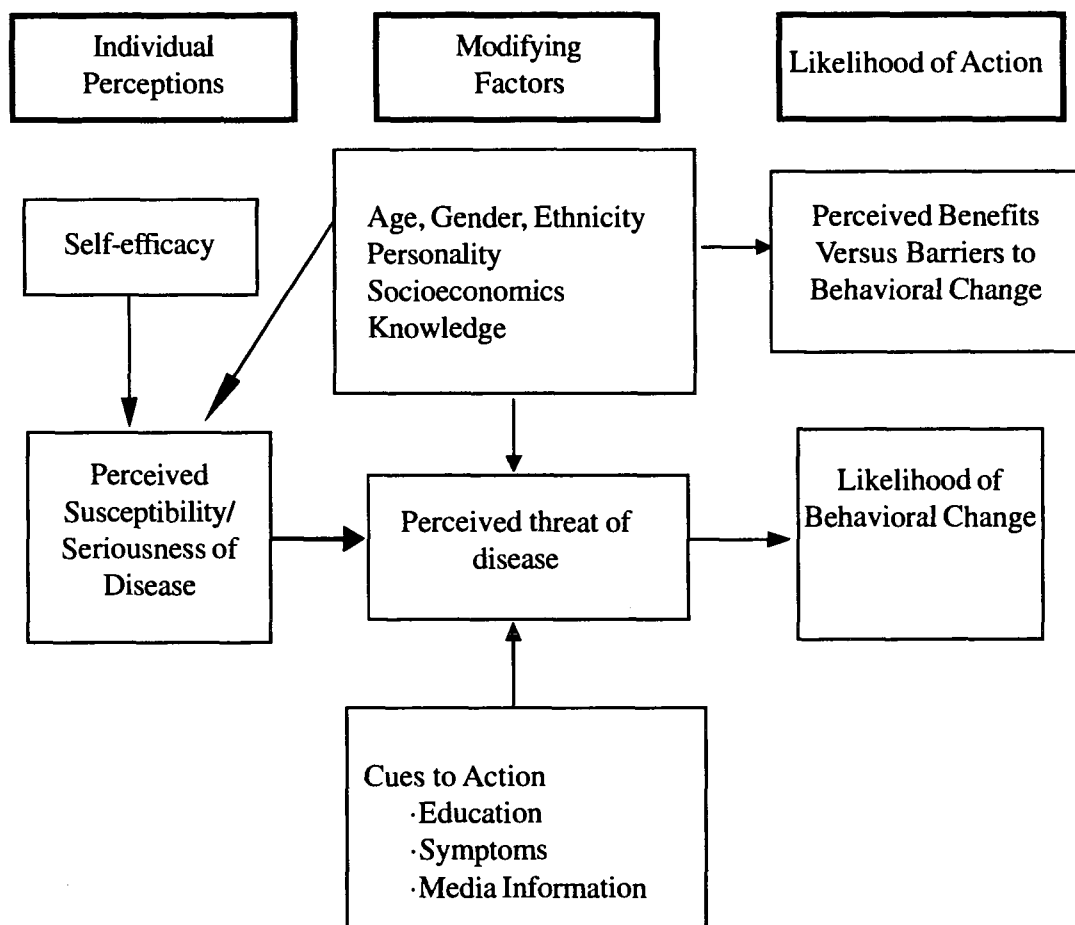 Individual
Perceptions
Modifying
Factors
Likelihood of Action
Self-efficacy
Age, Gender, Ethnicity
Personality
Socioeconomics
Knowledge
Perceived Benefits
Versus Barriers to
Behavioral Change
Perceived
Susceptibility/
Seriousness of
Disease
Perceived threat of
disease
Likelihood of
Behavioral Change
Cues to Action
·Education
·Symptoms
·Media Information